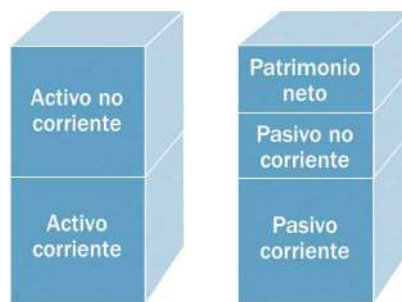 Activo no
corriente
Activo
corriente
Patrimonio
neto
Pasivo no
corriente
Pasivo
corriente